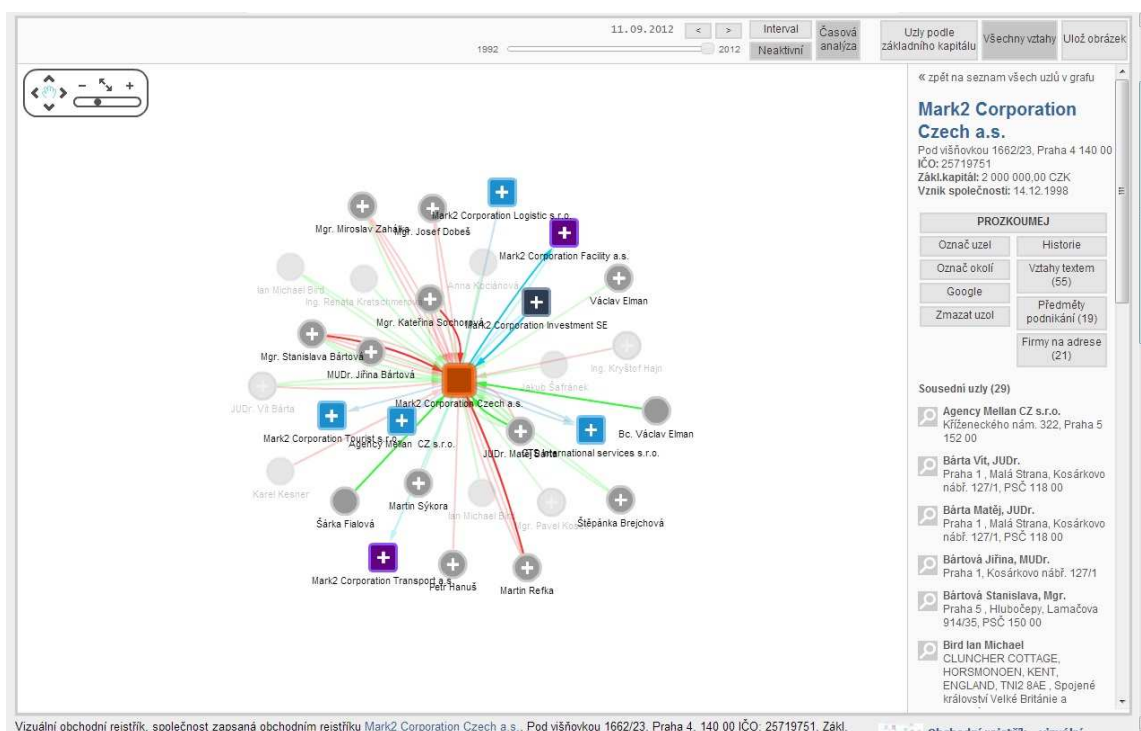 11.09.2012
<
>
Interval
Časová
analýza
1992
2012
Neaktivní
Uzly podle
základního kapitálu
Všechny vztahy
Ulož obrázek
« zpět na seznam všech uzlů v grafu
Mark2 Corporation
Czech a.s.
Pod višňovkou 1662/23, Praha 4 140 00
IČO: 25719751
Zákl.kapitál: 2 000 000,00 CZK
Vznik společnosti: 14.12.1998
PROZKOUMEJ
Označ uzel
Historie
Označ okolí
Vztahy textem
(55)
Google
Předměty
podnikání (19)
Zmazat uzol
Firmy na adrese
(21)
Sousední uzly (29)
Agency Mellan CZ s.r.o.
Kříženeckého nám. 322, Praha 5
152 00
Bárta Vít, JUDr.
Praha 1 , Malá Strana, Kosárkovo
nábř. 127/1, PSČ 118 00
Bárta Matěj, JUDr.
Praha 1 , Malá Strana, Kosárkovo
nábř. 127/1, PSČ 118 00
Bártová Jiřina, MUDr.
Praha 1, Kosárkovo nábř. 127/1
Bártová Stanislava, Mgr.
Praha 5 , Hlubočepy, Lamačova
914/35, PSČ 150 00
Bird Ian Michael
CLUNCHER COTTAGE,
HORSMONOEN, KENT,
ENGLAND, TNI2 8AE , Spojené
království Velké Británie a
Mark2 Corporation Logistic s.r.o.
Mgr. Miroslav Zahálka
Mgr. Josef Dobeš
Mark2 Corporation Facility a.s.
Anna Kociánová
Ian Michael Bird
Ing. Renata Kretschmerová
Václav Elman
Mgr. Kateřina Sochorová
Mark2 Corporation Investment SE
Mgr. Stanislava Bártová
Ing. Kryštof Hajn
MUDr. Jiřina Bártová
Jakub Šafránek
Mark2 Corporation Czech a.s.
JUDr. Vít Bárta
Bc. Václav Elman
Mark2 Corporation Tourist s.r.o.
Agency Mellan CZ s.r.o.
JUDr. Matěj Bárta
International services s.r.o.
Karel Kesner
Martin Sýkora
Ian Michael Bird
Mgr. Pavel
Štěpánka Brejchová
Šárka Fialová
Mark2 Corporation Transport a.s.
Petr Hanuš
Martin Refka
Vizuální obchodní rejstřík, společnost zapsaná obchodním rejstříku Mark2 Corporation Czech a.s., Pod višňovkou 1662/23, Praha 4, 140 00 IČO: 25719751, Zákl.